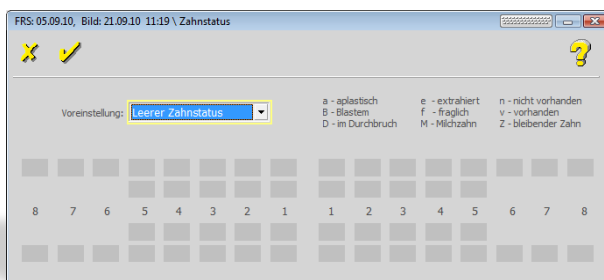 FRS: 05.09.10, Bild: 21.09.10 11:19 \ Zahnstatus
Voreinstellung: Leerer Zahnstatus
a - aplastisch e - extrahiert n - nicht vorhanden
B - Blastem f - fraglich v - vorhanden
D - im Durchbruch M - Milchzahn Z - bleibender Zahn
8 7 6 5 4 3 2 1 1 2 3 4 5 6 7 8